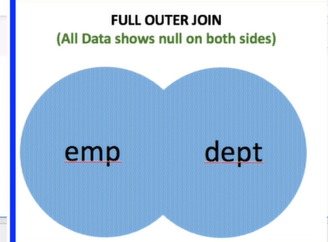 FULL OUTER JOIN
(All Data shows null on both sides)
emp dept